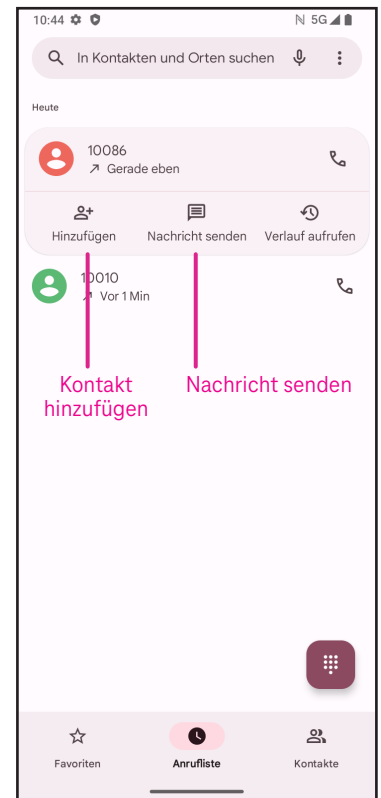 10:44 5G
In Kontakten und Orten suchen
Heute
10086
Gerade eben
Hinzufügen Nachricht senden Verlauf aufrufen
10010
Vor 1 Min
Kontakt hinzufügen Nachricht senden
Favoriten Anrufliste Kontakte